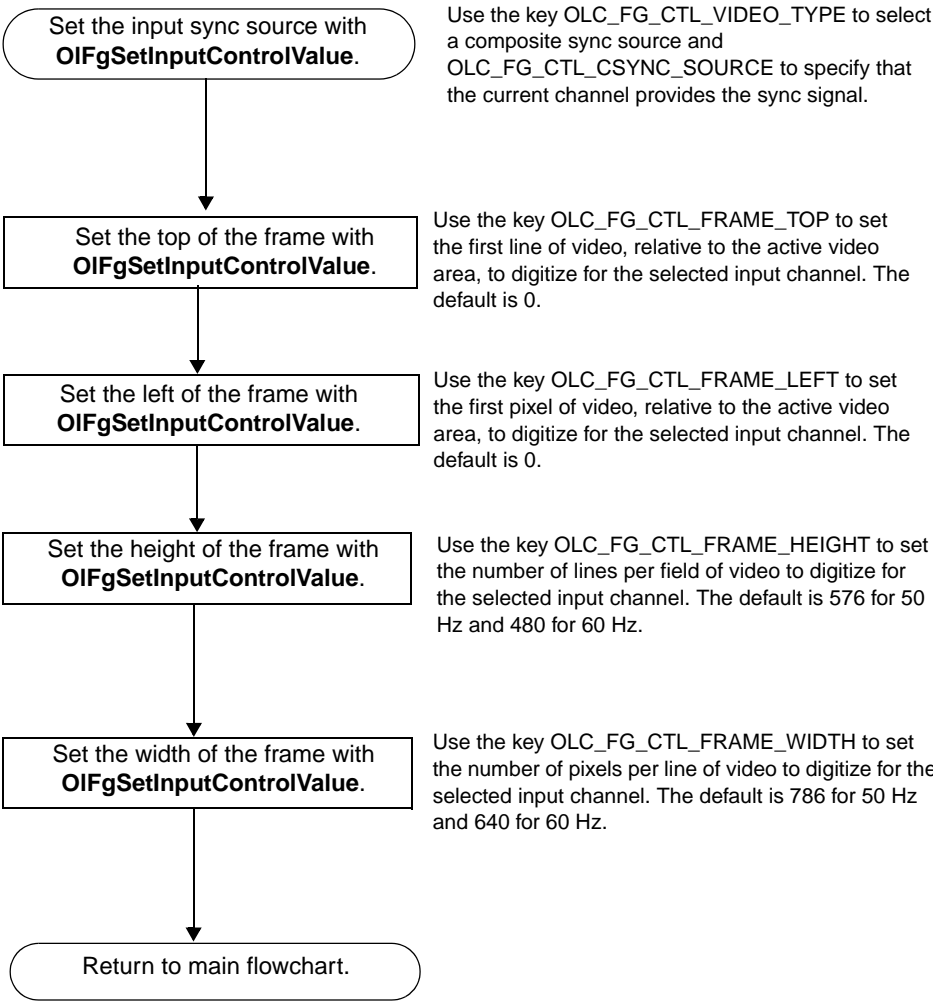 Set the input sync source with
OlFgSetInputControlValue.
Use the key OLC_FG_CTL_VIDEO_TYPE to select
a composite sync source and
OLC_FG_CTL_CSYNC_SOURCE to specify that
the current channel provides the sync signal.
Set the top of the frame with
OlFgSetInputControlValue.
Use the key OLC_FG_CTL_FRAME_TOP to set
the first line of video, relative to the active video
area, to digitize for the selected input channel. The
default is 0.
Set the left of the frame with
OlFgSetInputControlValue.
Use the key OLC_FG_CTL_FRAME_LEFT to set
the first pixel of video, relative to the active video
area, to digitize for the selected input channel. The
default is 0.
Set the height of the frame with
OlFgSetInputControlValue.
Use the key OLC_FG_CTL_FRAME_HEIGHT to set
the number of lines per field of video to digitize for
the selected input channel. The default is 576 for 50
Hz and 480 for 60 Hz.
Set the width of the frame with
OlFgSetInputControlValue.
Use the key OLC_FG_CTL_FRAME_WIDTH to set
the number of pixels per line of video to digitize for the
selected input channel. The default is 786 for 50 Hz
and 640 for 60 Hz.
Return to main flowchart.